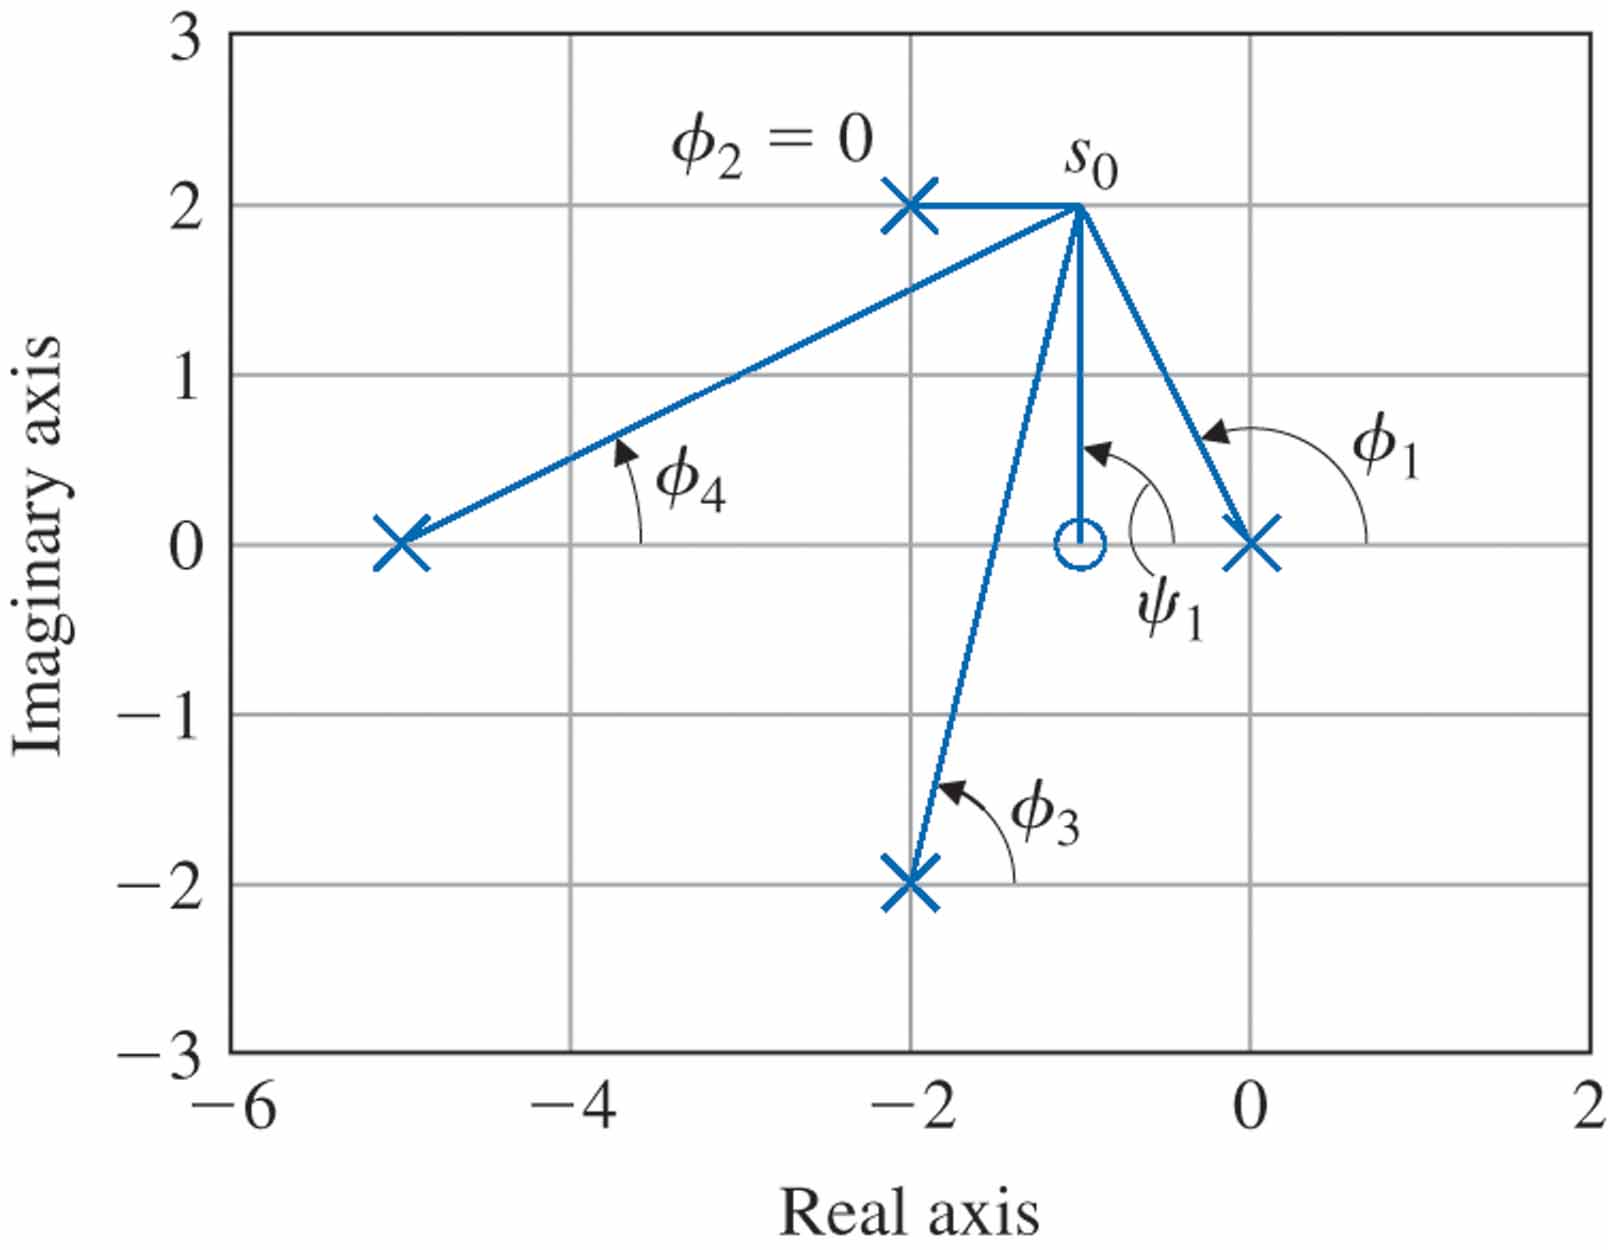 3
ϕ₂ = 0
s₀
2
1
ϕ₁
ϕ₄
0
ψ₁
−1
ϕ₃
−2
−3
−6 −4 −2 0 2
Real axis
Imaginary axis